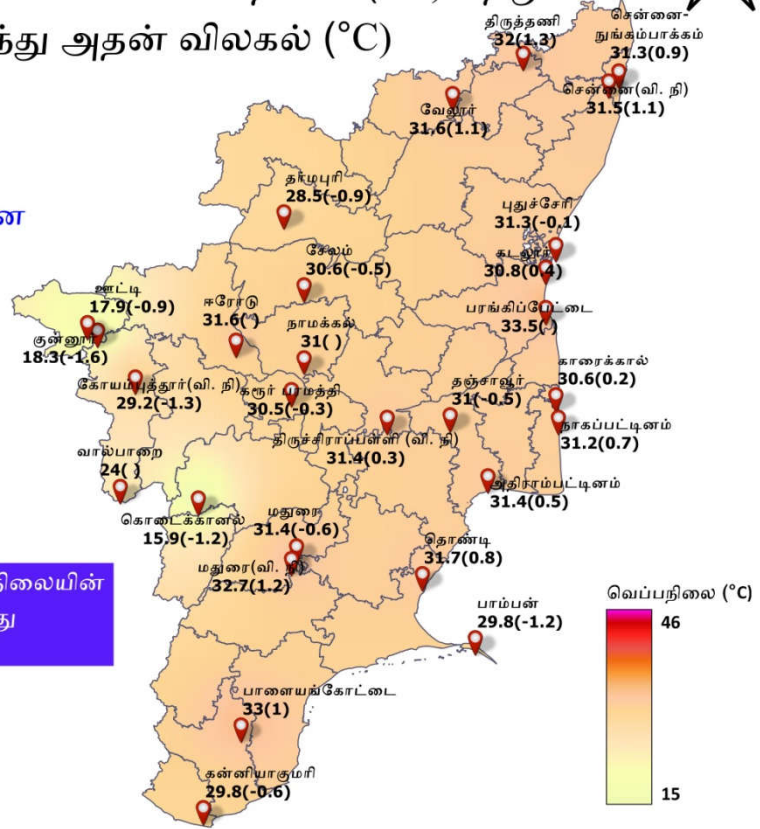 ந்து அதன் விலகல் (°C)
திருத்தணி
32(1.3)
சென்னை-
நுங்கம்பாக்கம்
31.3(0.9)
சென்னை(வி. நி)
31.5(1.1)
வேலூர்
31.6(1.1)
தர்மபுரி
28.5(-0.9)
புதுச்சேரி
31.3(-0.1)
கடலூர்
30.8(0.4)
சேலம்
30.6(-0.5)
ஊட்டி
17.9(-0.9)
குன்னூர்
18.3(-1.6)
ஈரோடு
31.6( )
நாமக்கல்
31( )
பரங்கிப்பேட்டை
33.5( )
காரைக்கால்
30.6(0.2)
கோயம்புத்தூர்(வி. நி)
29.2(-1.3)
கரூர் பரமத்தி
30.5(-0.3)
தஞ்சாவூர்
31(-0.5)
நாகப்பட்டினம்
31.2(0.7)
திருச்சிராப்பள்ளி (வி. நி)
31.4(0.3)
வால்பாறை
24( )
அதிராம்பட்டினம்
31.4(0.5)
கொடைக்கானல்
15.9(-1.2)
மதுரை
31.4(-0.6)
மதுரை(வி. நி)
32.7(1.2)
தொண்டி
31.7(0.8)
நிலையின்
து
பாம்பன்
29.8(-1.2)
வெப்பநிலை (°C)
46
15
பாளையங்கோட்டை
33(1)
கன்னியாகுமரி
29.8(-0.6)